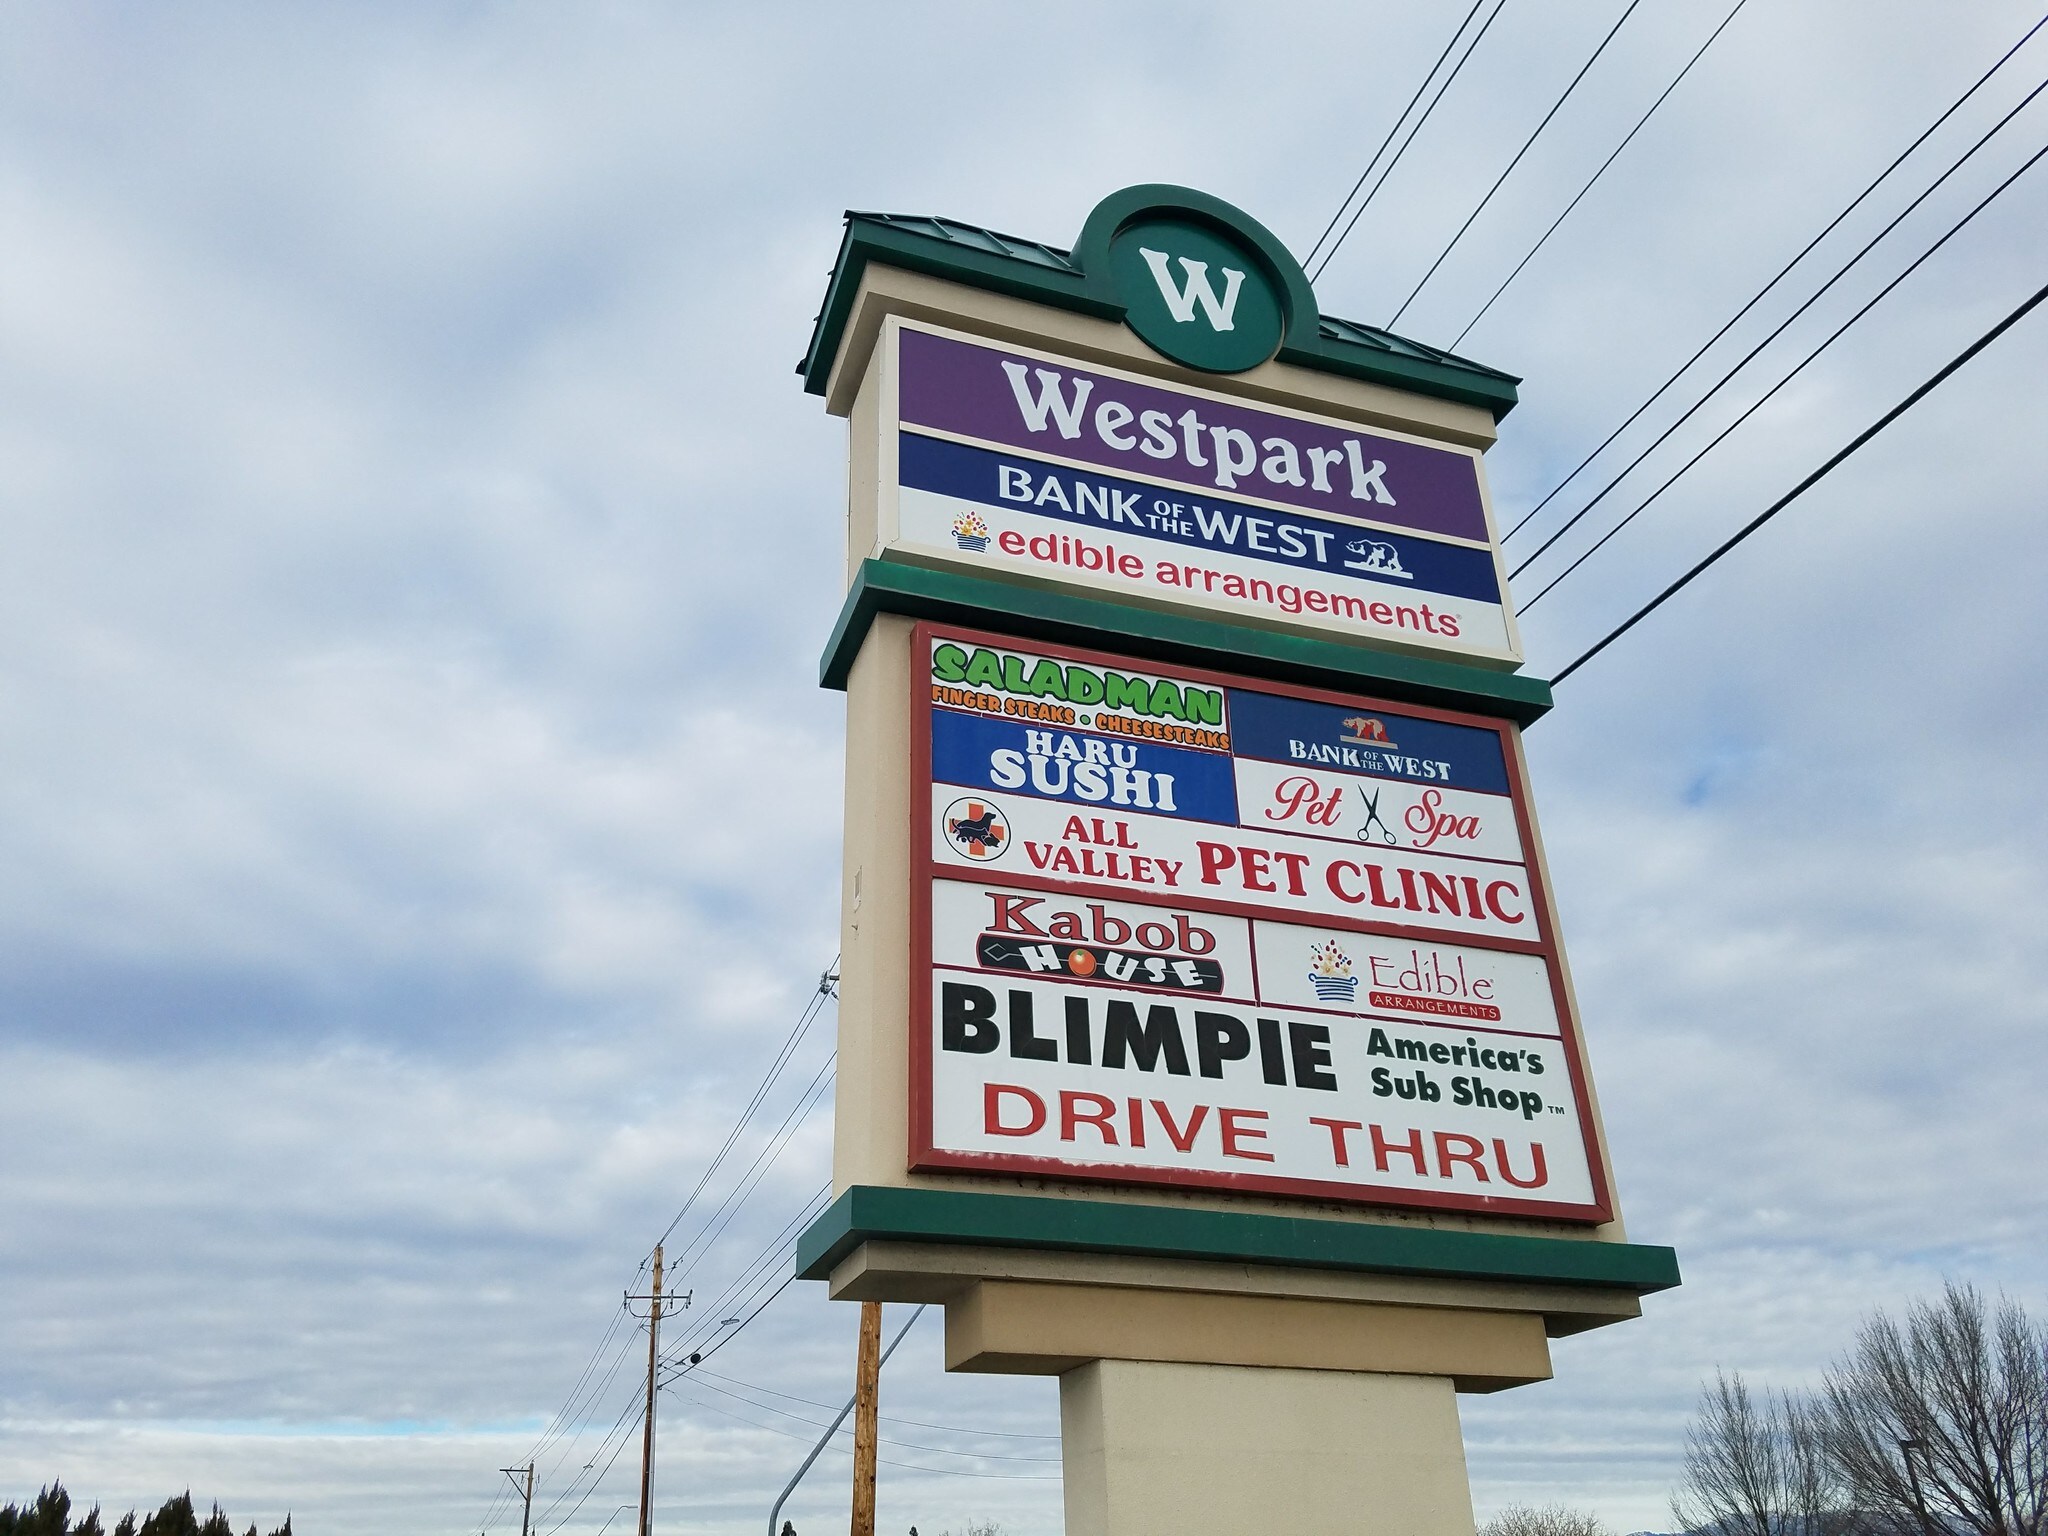 W
Westpark
BANK OF THE WEST
edible arrangements
SALADMAN
FINGER STEAKS • CHEESESTEAKS
BANK OF THE WEST
HARU
SUSHI
Pet Spa
ALL
VALLEY PET CLINIC
Kabob
HOUSE
Edible
ARRANGEMENTS
BLIMPIE America's
Sub Shop™
DRIVE THRU